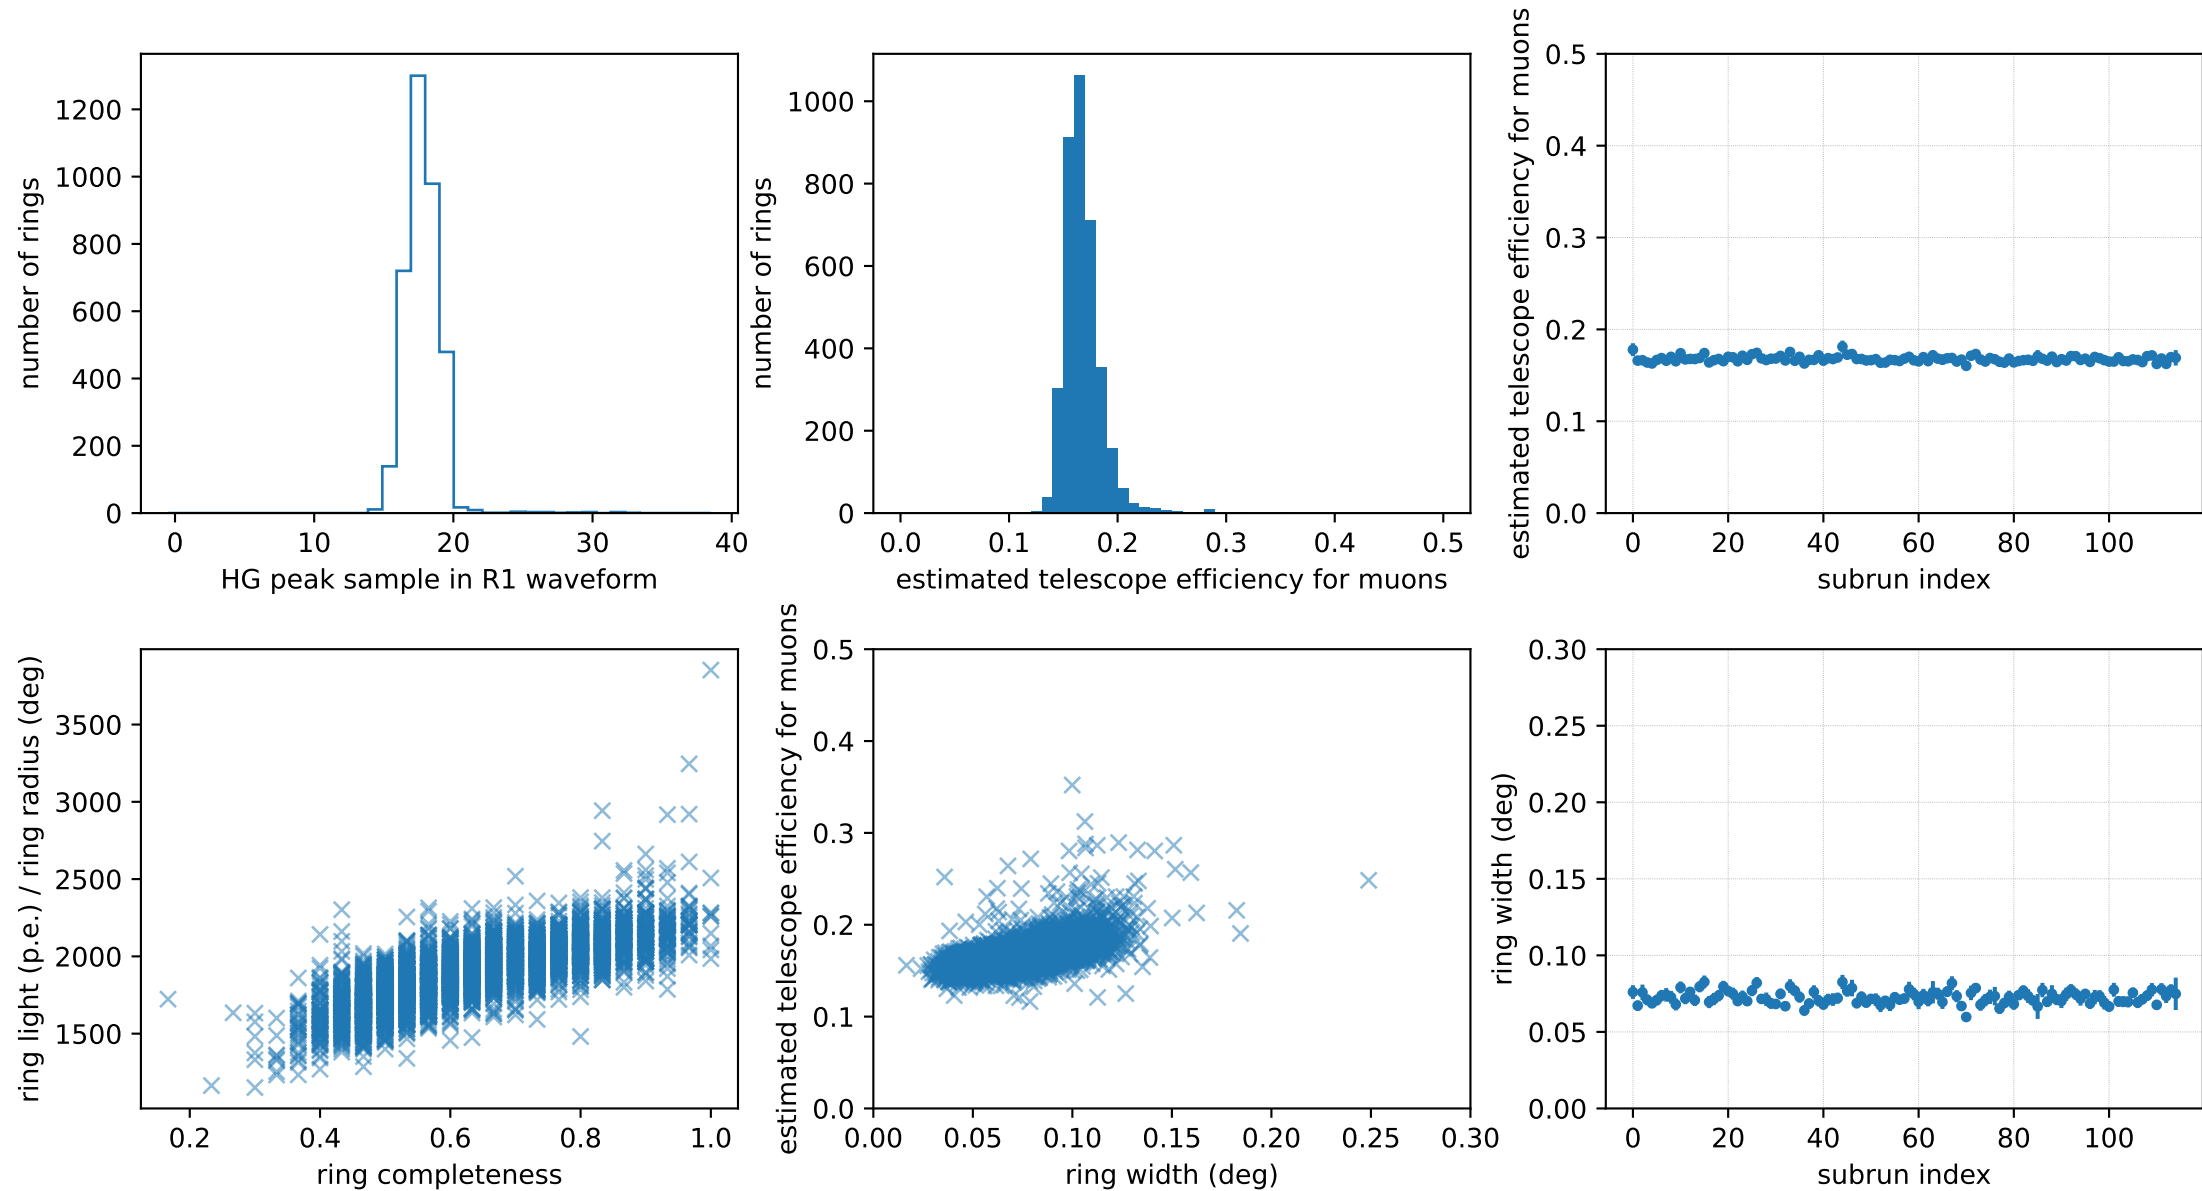 number of rings
1200
1000
800
600
400
200
0
0 10 20 30 40
HG peak sample in R1 waveform
number of rings
1000
800
600
400
200
0
0.0 0.1 0.2 0.3 0.4 0.5
estimated telescope efficiency for muons
estimated telescope efficiency for muons
0.5
0.4
0.3
0.2
0.1
0.0
0 20 40 60 80 100
subrun index
ring light (p.e.) / ring radius (deg)
3500
3000
2500
2000
1500
0.2 0.4 0.6 0.8 1.0
ring completeness
estimated telescope efficiency for muons
0.5
0.4
0.3
0.2
0.1
0.0
0.00 0.05 0.10 0.15 0.20 0.25 0.30
ring width (deg)
ring width (deg)
0.30
0.25
0.20
0.15
0.10
0.05
0.00
0 20 40 60 80 100
subrun index